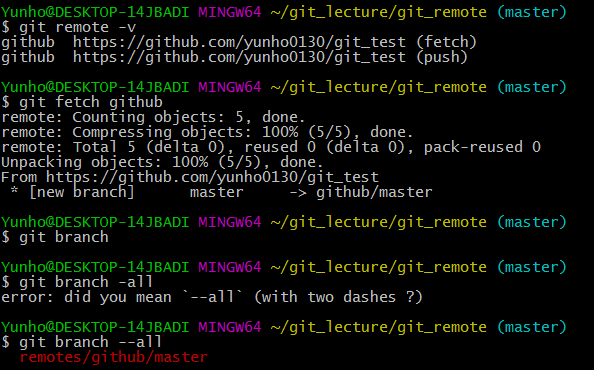 Yunho@DESKTOP-14JBADI MINGW64 ~/git_lecture/git_remote (master)
$ git remote -v
github  https://github.com/yunho0130/git_test (fetch)
github  https://github.com/yunho0130/git_test (push)

Yunho@DESKTOP-14JBADI MINGW64 ~/git_lecture/git_remote (master)
$ git fetch github
remote: Counting objects: 5, done.
remote: Compressing objects: 100% (5/5), done.
remote: Total 5 (delta 0), reused 0 (delta 0), pack-reused 0
Unpacking objects: 100% (5/5), done.
From https://github.com/yunho0130/git_test
 * [new branch]      master     -> github/master

Yunho@DESKTOP-14JBADI MINGW64 ~/git_lecture/git_remote (master)
$ git branch

Yunho@DESKTOP-14JBADI MINGW64 ~/git_lecture/git_remote (master)
$ git branch -all
error: did you mean `--all` (with two dashes ?)

Yunho@DESKTOP-14JBADI MINGW64 ~/git_lecture/git_remote (master)
$ git branch --all
  remotes/github/master